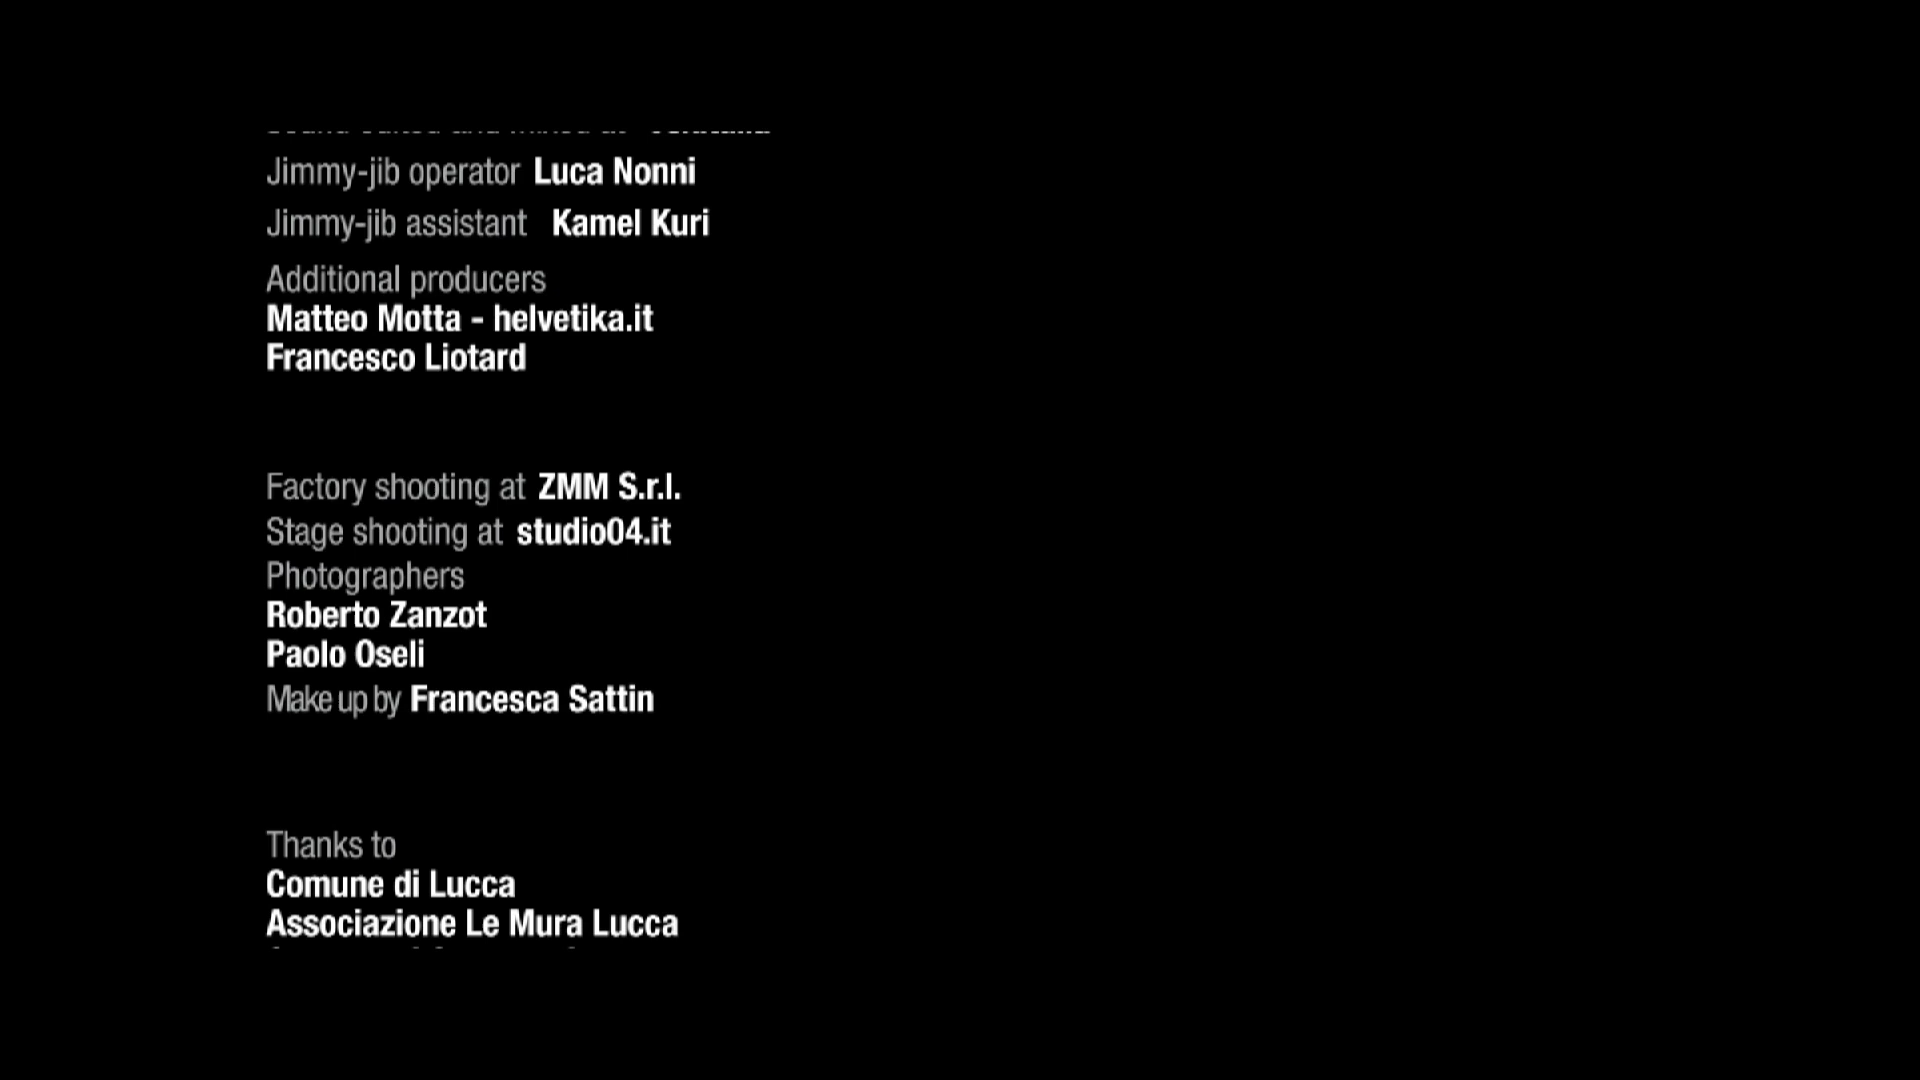 Jimmy-jib operator Luca Nonni
Jimmy-jib assistant Kamel Kuri
Additional producers
Matteo Motta - helvetika.it
Francesco Liotard
Factory shooting at ZMM S.r.l.
Stage shooting at studio04.it
Photographers
Roberto Zanzot
Paolo Oseli
Make up by Francesca Sattin
Thanks to
Comune di Lucca
Associazione Le Mura Lucca